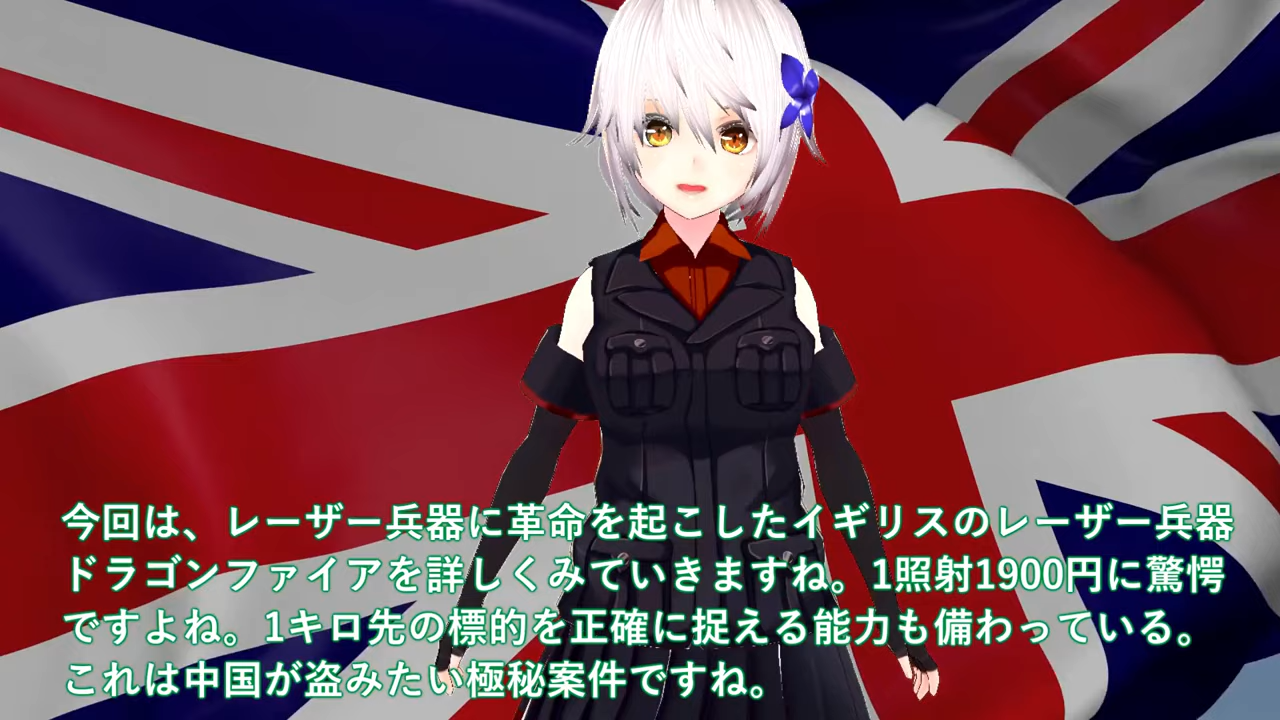 今回は、レーザー兵器に革命を起こしたイギリスのレーザー兵器
ドラゴンファイアを詳しくみていきますね。1照射1900円に驚愕
ですよね。1キロ先の標的を正確に捉える能力も備わっている。
これは中国が盗みたい極秘案件ですね。